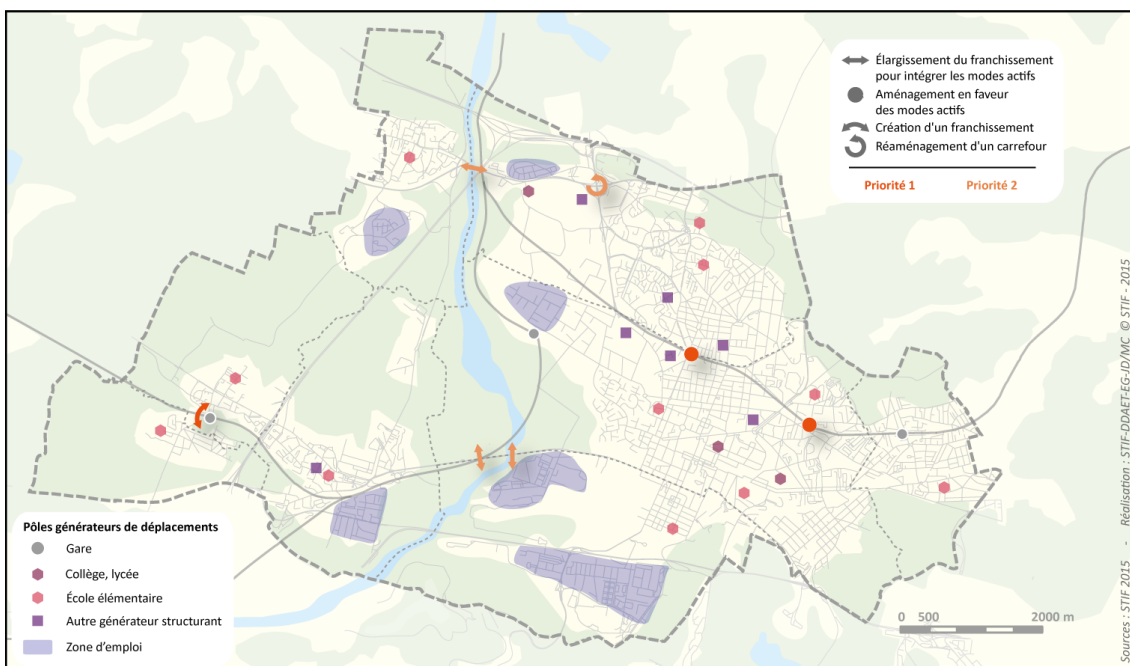 Élargissement du franchissement
pour intégrer les modes actifs
Aménagement en faveur
des modes actifs
Création d'un franchissement
Réaménagement d'un carrefour
Priorité 1 Priorité 2
Pôles générateurs de déplacements
Gare
Collège, lycée
École élémentaire
Autre générateur structurant
Zone d'emploi
0 500 2000 m
Sources : STIF 2015 - Réalisation : STIF-DDAET-EG-JD/MC © STIF - 2015